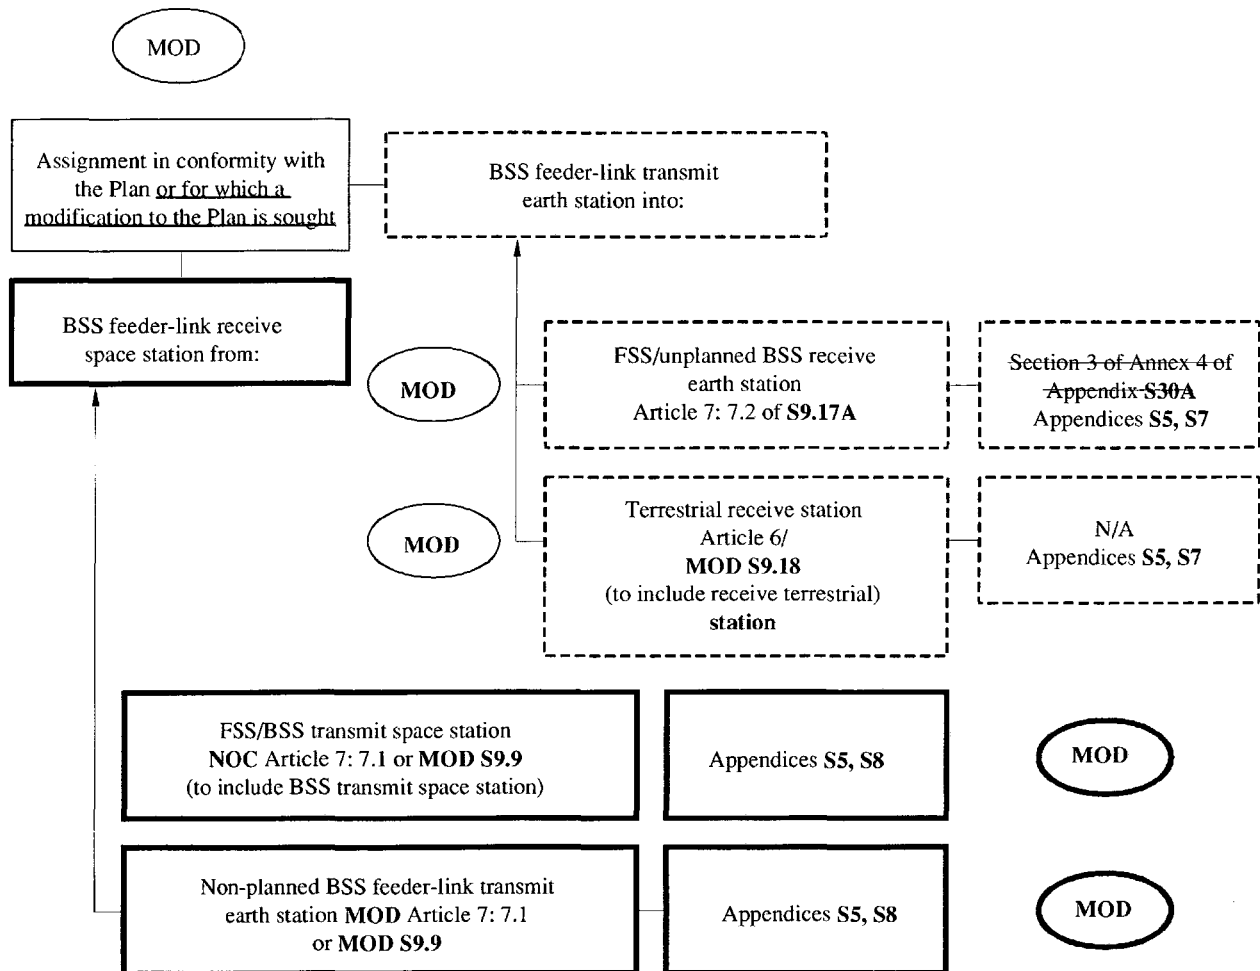 MOD
Assignment in conformity with
the Plan or for which a
modification to the Plan is sought
BSS feeder-link transmit
earth station into:
BSS feeder-link receive
space station from:
MOD
FSS/unplanned BSS receive
earth station
Article 7: 7.2 of S9.17A
Section 3 of Annex 4 of
Appendix S30A
Appendices S5, S7
MOD
Terrestrial receive station
Article 6/
MOD S9.18
(to include receive terrestrial)
station
N/A
Appendices S5, S7
FSS/BSS transmit space station
NOC Article 7: 7.1 or MOD S9.9
(to include BSS transmit space station)
Appendices S5, S8
MOD
Non-planned BSS feeder-link transmit
earth station MOD Article 7: 7.1
or MOD S9.9
Appendices S5, S8
MOD